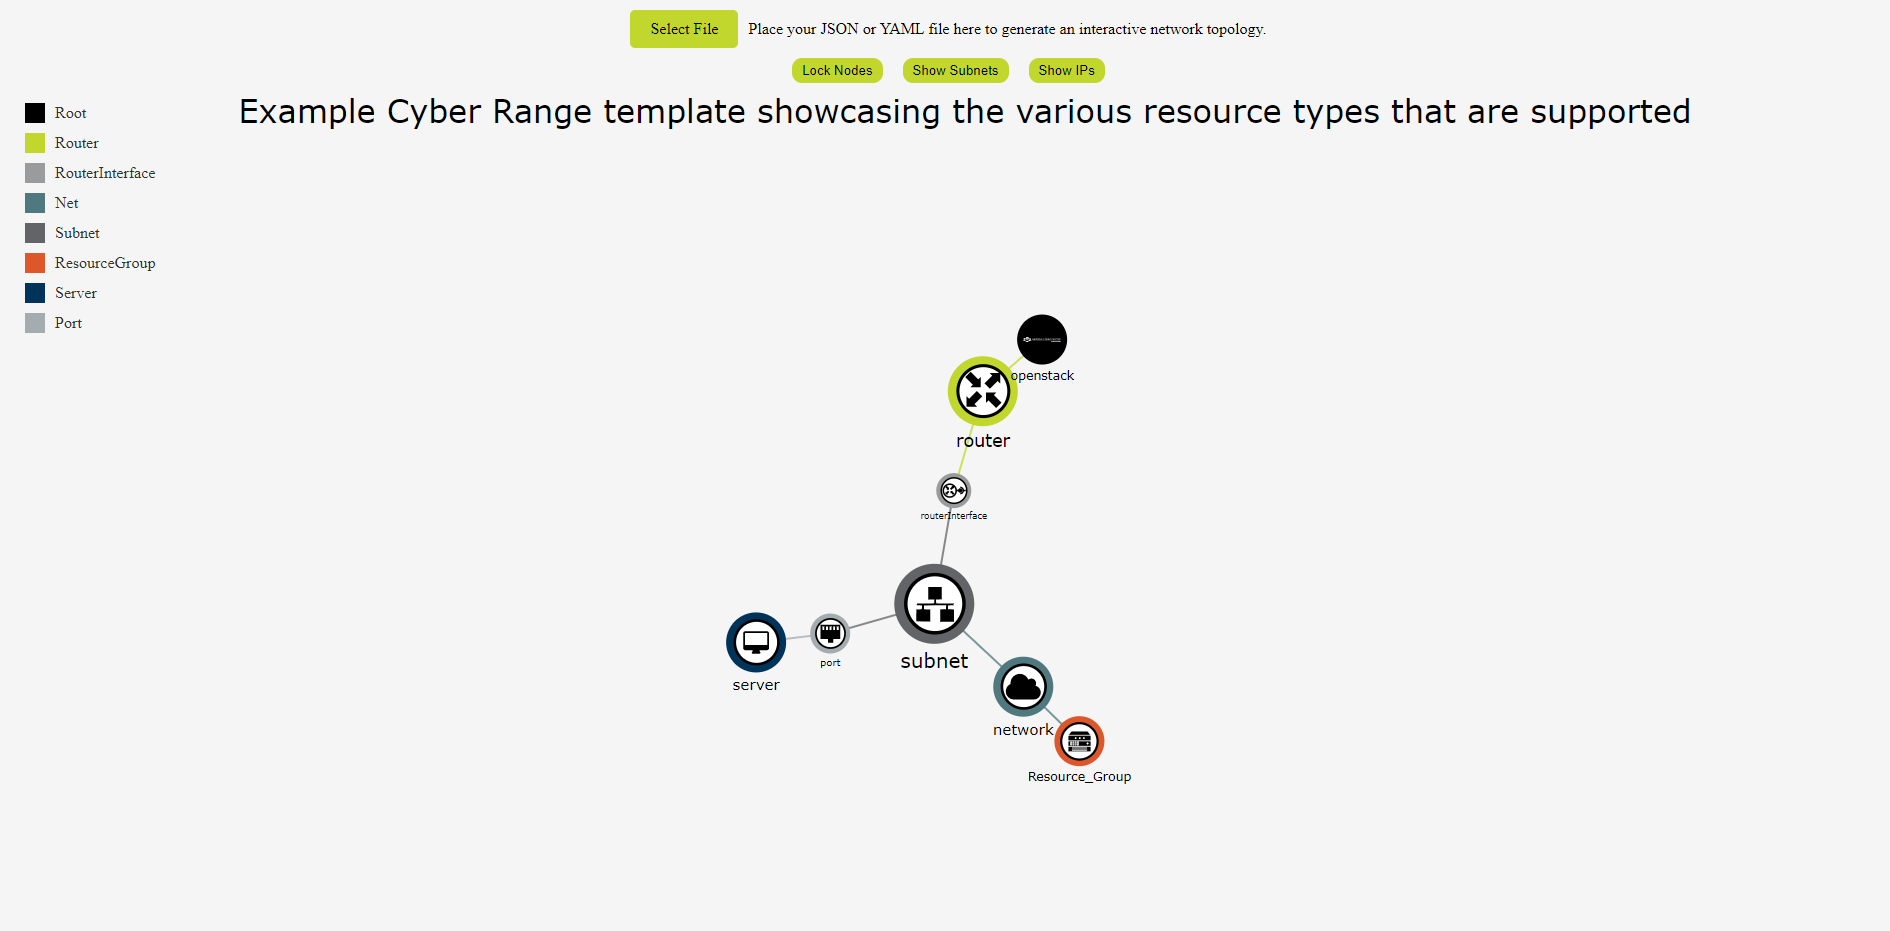 Select File Place your JSON or YAML file here to generate an interactive network topology.
Lock Nodes Show Subnets Show IPs
Example Cyber Range template showcasing the various resource types that are supported
Root
Router
RouterInterface
Net
Subnet
ResourceGroup
Server
Port
openstack
router
routerInterface
subnet
port
server
network
Resource_Group